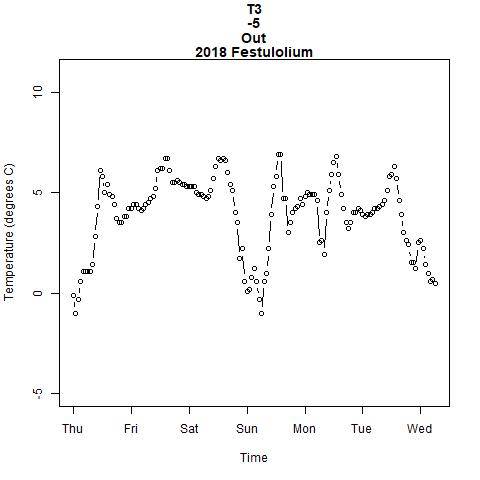 T3
-5
Out
2018 Festulolium
Temperature (degrees C)
10
5
0
-5
Thu Fri Sat Sun Mon Tue Wed
Time